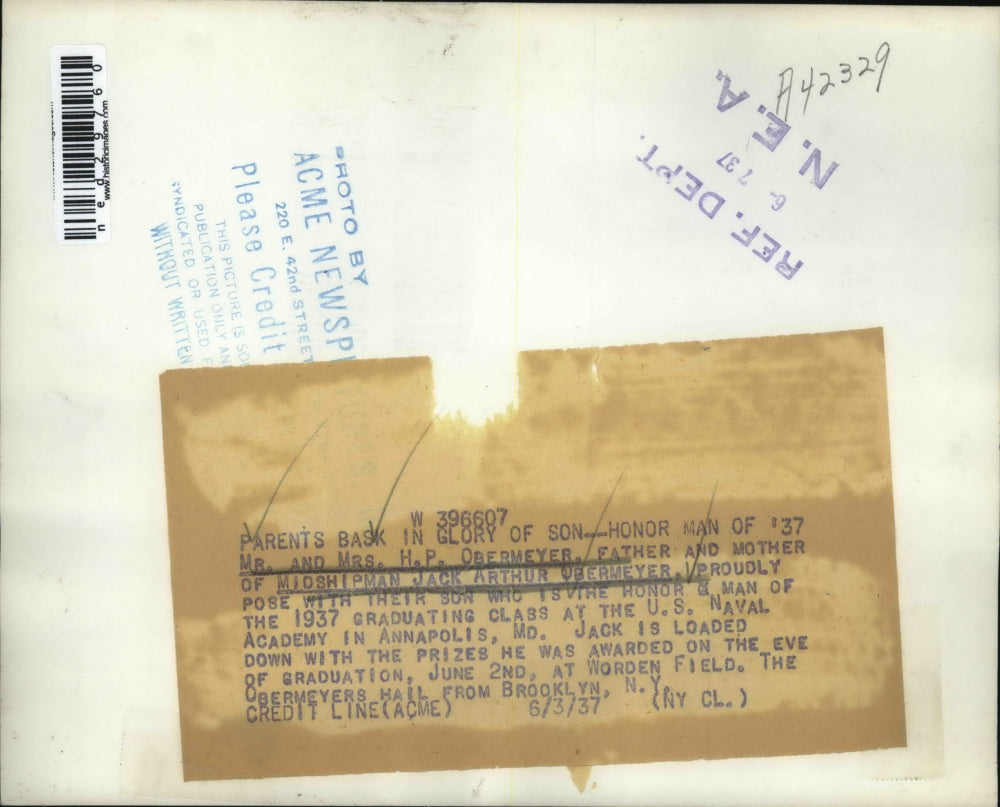 A42329
REF. DEPT.
6- 7 37
N. E. A.
ned29760
www.historicimages.com
PHOTO BY
ACME NEWSPI
220 E. 42nd STREET
Please Credit
THIS PICTURE IS SO
PUBLICATION ONLY AN
SYNDICATED OR USED F
WITHOUT WRITTEN
W 396607
PARENTS BASK IN GLORY OF SON--HONOR MAN OF '37
MR. AND MRS. H.P. OBERMEYER, FATHER AND MOTHER
OF MIDSHIPMAN JACK ARTHUR OBERMEYER, PROUDLY
POSE WITH THEIR SON WHO IS THE HONOR MAN OF
THE 1937 GRADUATING CLASS AT THE U.S. NAVAL
ACADEMY IN ANNAPOLIS, MD. JACK IS LOADED
DOWN WITH THE PRIZES HE WAS AWARDED ON THE EVE
OF GRADUATION, JUNE 2ND, AT WORDEN FIELD. THE
OBERMEYERS HAIL FROM BROOKLYN, N.Y.
CREDIT LINE(ACME) 6/3/37 (NY CL.)